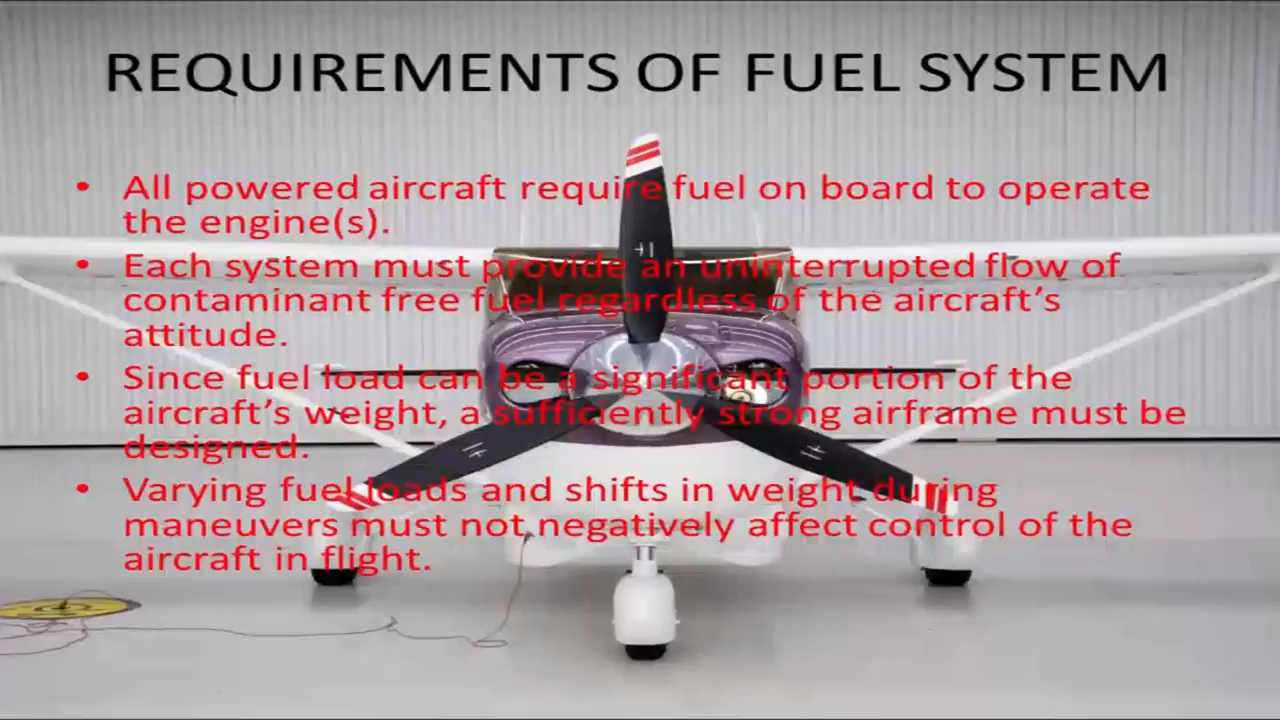 REQUIREMENTS OF FUEL SYSTEM
• All powered aircraft require fuel on board to operate
the engine(s).
• Each system must provide an uninterrupted flow of
contaminant free fuel regardless of the aircraft’s
attitude.
• Since fuel load can be a significant portion of the
aircraft’s weight, a sufficiently strong airframe must be
designed.
• Varying fuel loads and shifts in weight during
maneuvers must not negatively affect control of the
aircraft in flight.